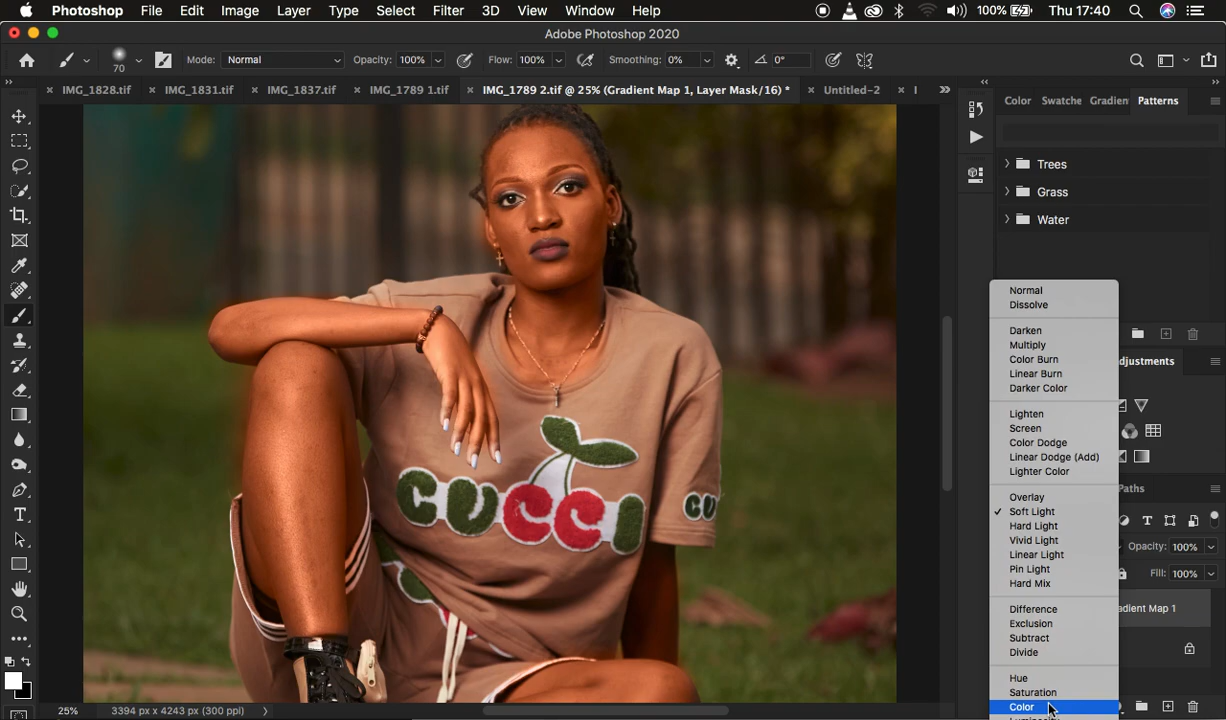 Photoshop File Edit Image Layer Type Select Filter 3D View Window Help 100% Thu 17:40
Adobe Photoshop 2020
70 Mode: Normal Opacity: 100% Flow: 100% Smoothing: 0% 0°
IMG_1828.tif IMG_1831.tif IMG_1837.tif IMG_1789 1.tif IMG_1789 2.tif @ 25% (Gradient Map 1, Layer Mask/16) * Untitled-2 I
Color Swatche Gradien Patterns
Trees
Grass
Water
Normal
Dissolve
Darken
Multiply
Color Burn
Linear Burn
Darker Color
Lighten
Screen
Color Dodge
Linear Dodge (Add)
Lighter Color
Overlay
Soft Light
Hard Light
Vivid Light
Linear Light
Pin Light
Hard Mix
Difference
Exclusion
Subtract
Divide
Hue
Saturation
Color
djustments
Paths
Opacity: 100%
Fill: 100%
adient Map 1
CUCCI
CU
25% 3394 px x 4243 px (300 ppi)